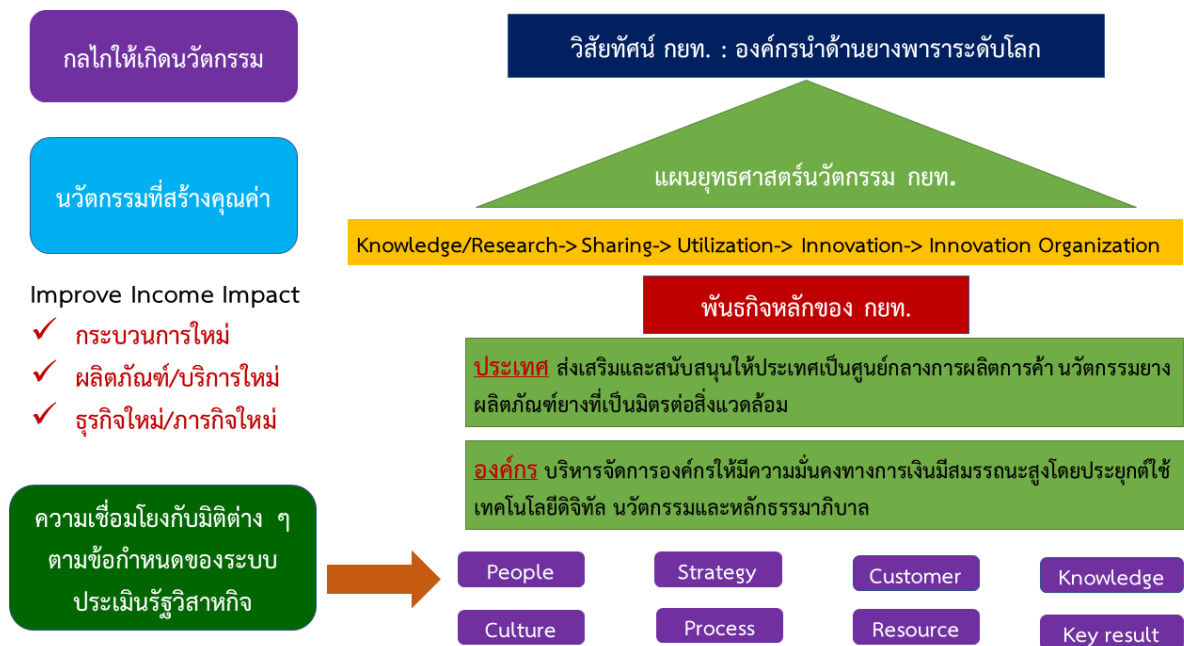 กลไกให้เกิดนวัตกรรม
นวัตกรรมที่สร้างคุณค่า
Improve Income Impact
กระบวนการใหม่
ผลิตภัณฑ์/บริการใหม่
ธุรกิจใหม่/ภารกิจใหม่
ความเชื่อมโยงกับมิติต่าง ๆ
ตามข้อกำหนดของระบบ
ประเมินรัฐวิสาหกิจ
วิสัยทัศน์ กยท. : องค์กรนำด้านยางพาราระดับโลก
แผนยุทธศาสตร์นวัตกรรม กยท.
Knowledge/Research-> Sharing-> Utilization-> Innovation-> Innovation Organization
พันธกิจหลักของ กยท.
ประเทศ ส่งเสริมและสนับสนุนให้ประเทศเป็นศูนย์กลางการผลิตการค้า นวัตกรรมยาง
ผลิตภัณฑ์ยางที่เป็นมิตรต่อสิ่งแวดล้อม
องค์กร บริหารจัดการองค์กรให้มีความมั่นคงทางการเงินมีสมรรถนะสูงโดยประยุกต์ใช้
เทคโนโลยีดิจิทัล นวัตกรรมและหลักธรรมาภิบาล
People
Strategy
Customer
Knowledge
Culture
Process
Resource
Key result